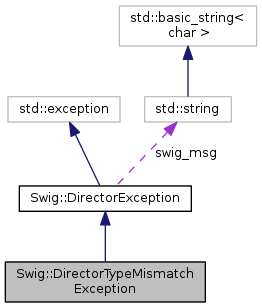 std::basic_string<
char >
std::exception
std::string
swig_msg
Swig::DirectorException
Swig::DirectorTypeMismatch
Exception